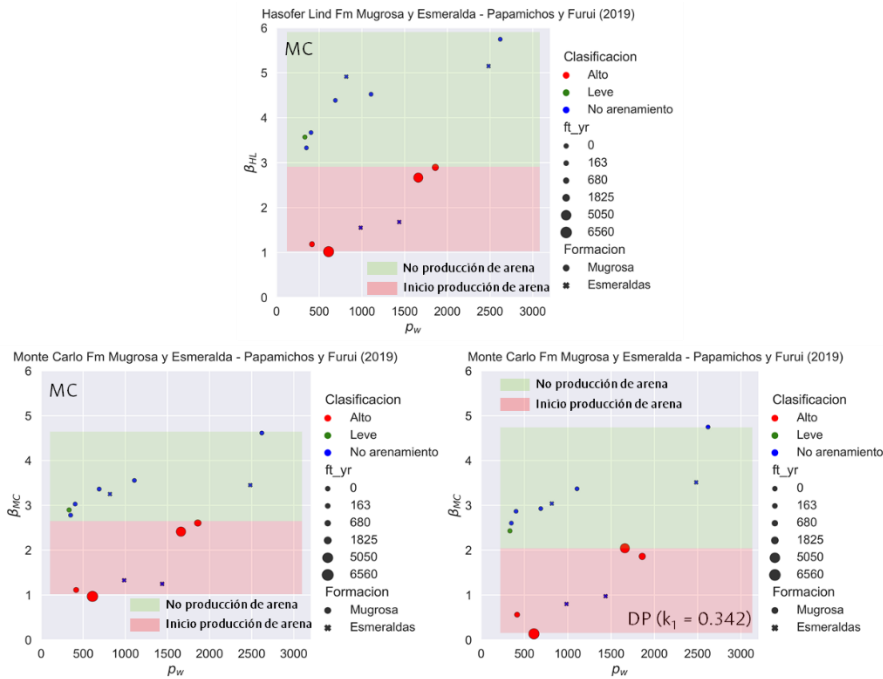 Hasofer Lind Fm Mugrosa y Esmeralda - Papamichos y Furui (2019)
MC
6
5
4
3
2
1
0
β_HL
0 500 1000 1500 2000 2500 3000
p_w
No producción de arena
Inicio producción de arena
Clasificacion
Alto
Leve
No arenamiento
ft_yr
0
163
680
1825
5050
6560
Formacion
Mugrosa
Esmeraldas
Monte Carlo Fm Mugrosa y Esmeralda - Papamichos y Furui (2019)
MC
6
5
4
3
2
1
0
β_MC
0 500 1000 1500 2000 2500 3000
p_w
No producción de arena
Inicio producción de arena
Clasificacion
Alto
Leve
No arenamiento
ft_yr
0
163
680
1825
5050
6560
Formacion
Mugrosa
Esmeraldas
Monte Carlo Fm Mugrosa y Esmeralda - Papamichos y Furui (2019)
No producción de arena
Inicio producción de arena
6
5
4
3
2
1
0
β_MC
DP (k₁ = 0.342)
0 500 1000 1500 2000 2500 3000
p_w
Clasificacion
Alto
Leve
No arenamiento
ft_yr
0
163
680
1825
5050
6560
Formacion
Mugrosa
Esmeraldas